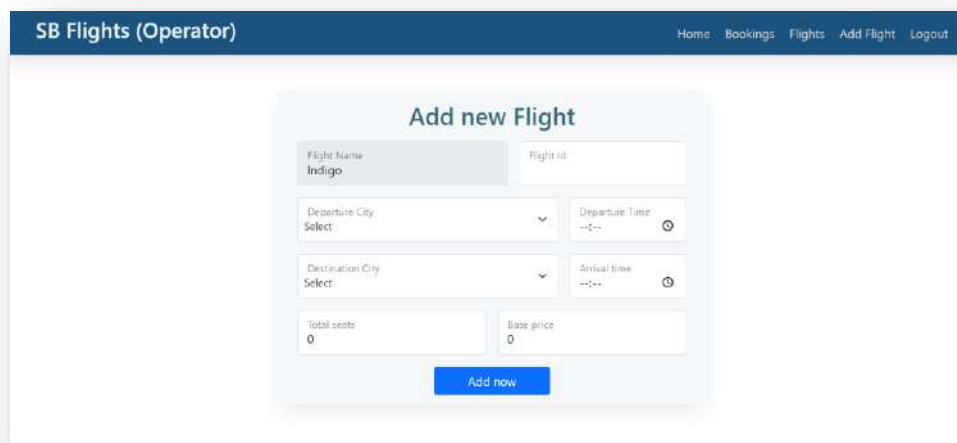 SB Flights (Operator) Home Bookings Flights Add Flight Logout
Add new Flight
Flight Name Flight Id
Indigo
Departure City Departure Time
Select --:--
Destination City Arrival time
Select --:--
Total seats Base price
0 0
Add now